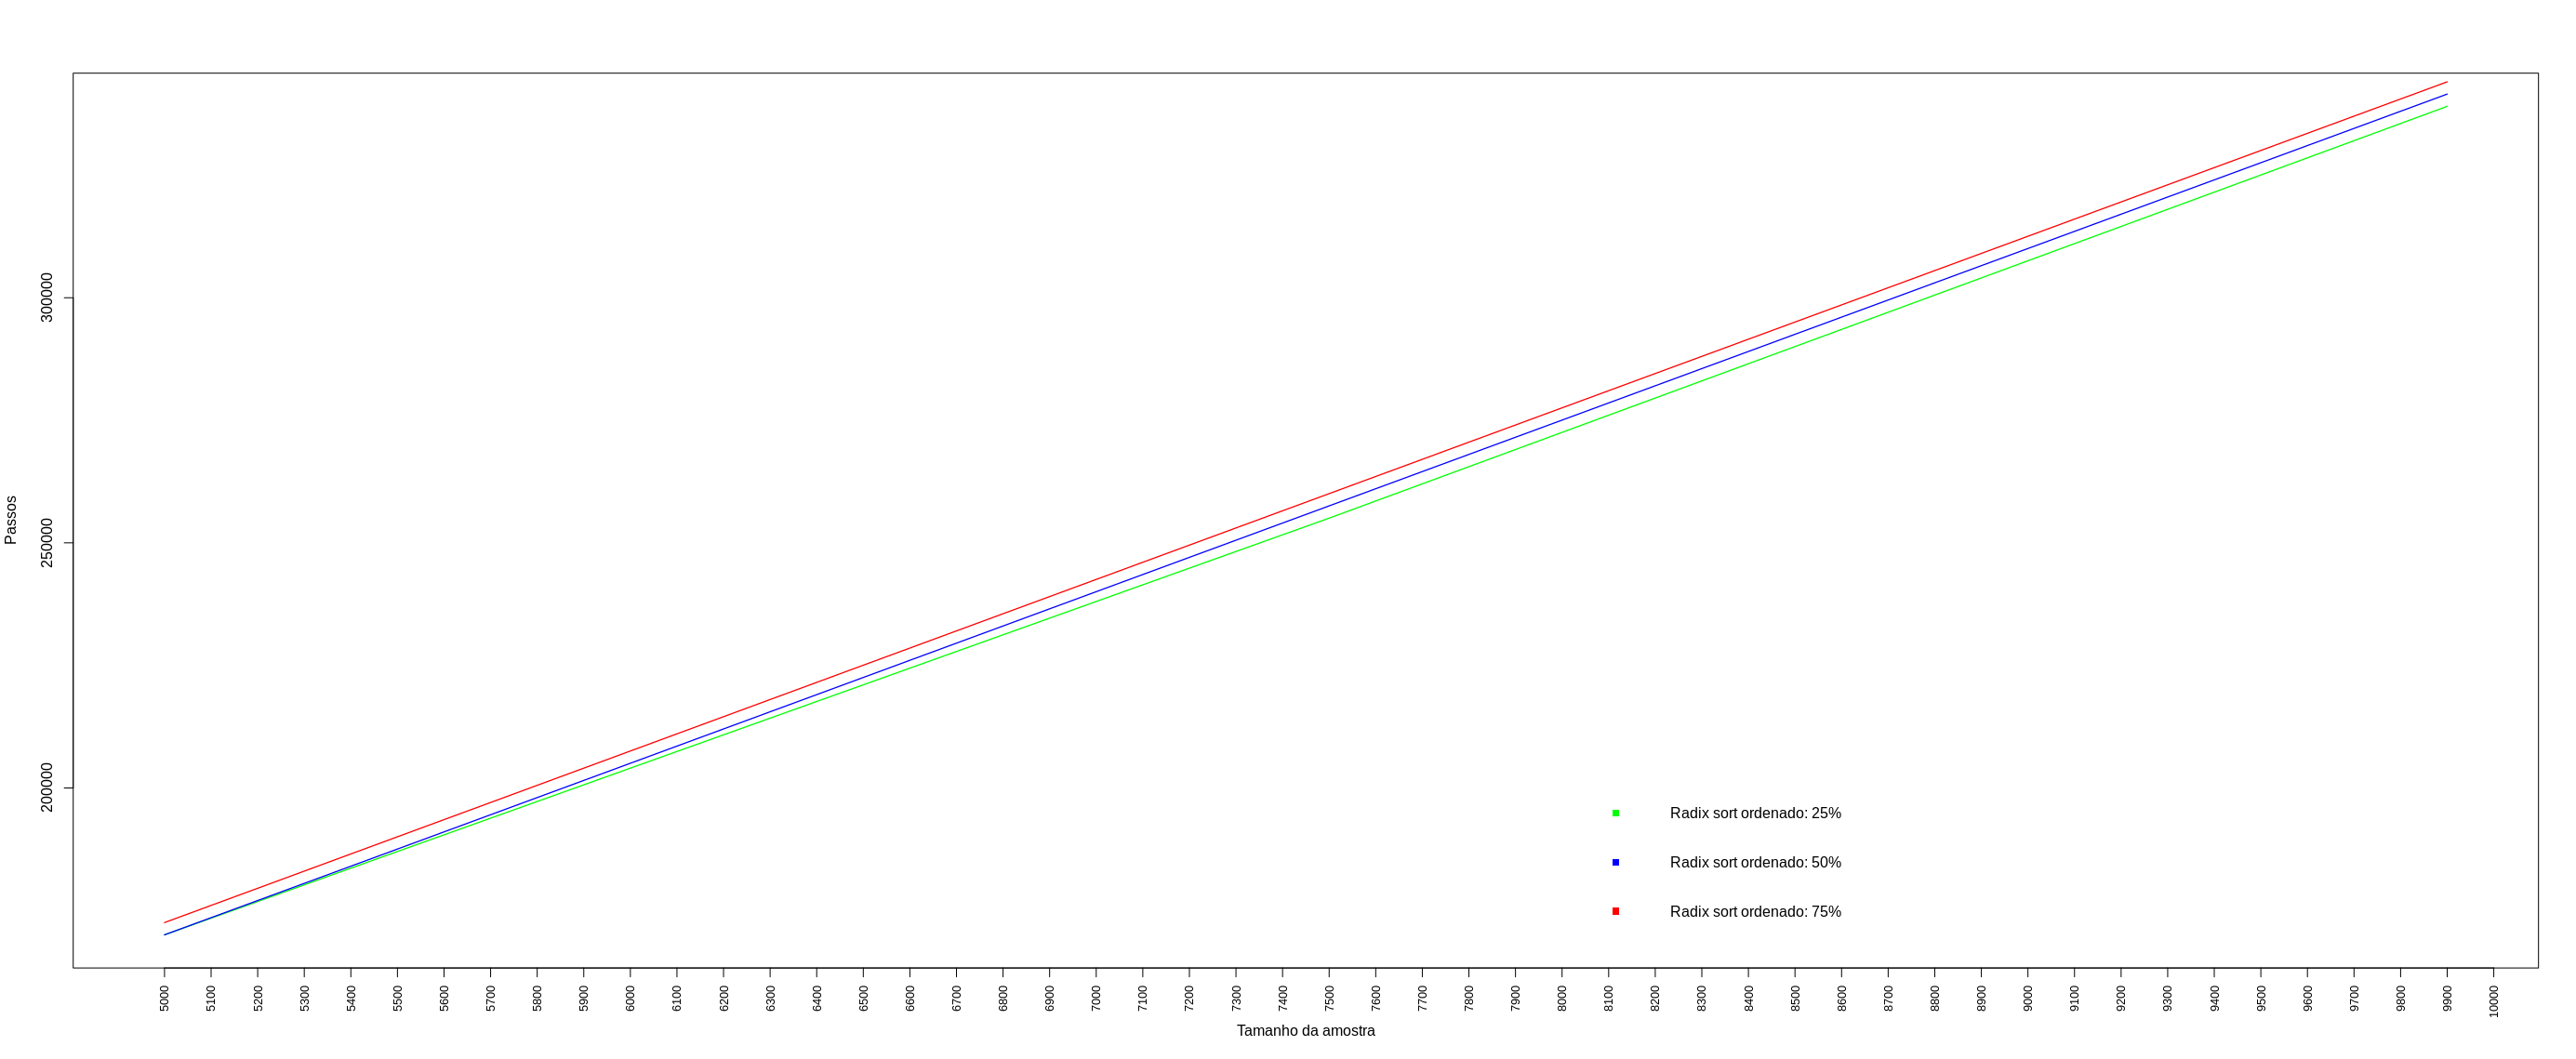 Passos
300000
250000
200000
Radix sort ordenado: 25%
Radix sort ordenado: 50%
Radix sort ordenado: 75%
5000 5100 5200 5300 5400 5500 5600 5700 5800 5900 6000 6100 6200 6300 6400 6500 6600 6700 6800 6900 7000 7100 7200 7300 7400 7500 7600 7700 7800 7900 8000 8100 8200 8300 8400 8500 8600 8700 8800 8900 9000 9100 9200 9300 9400 9500 9600 9700 9800 9900 10000
Tamanho da amostra